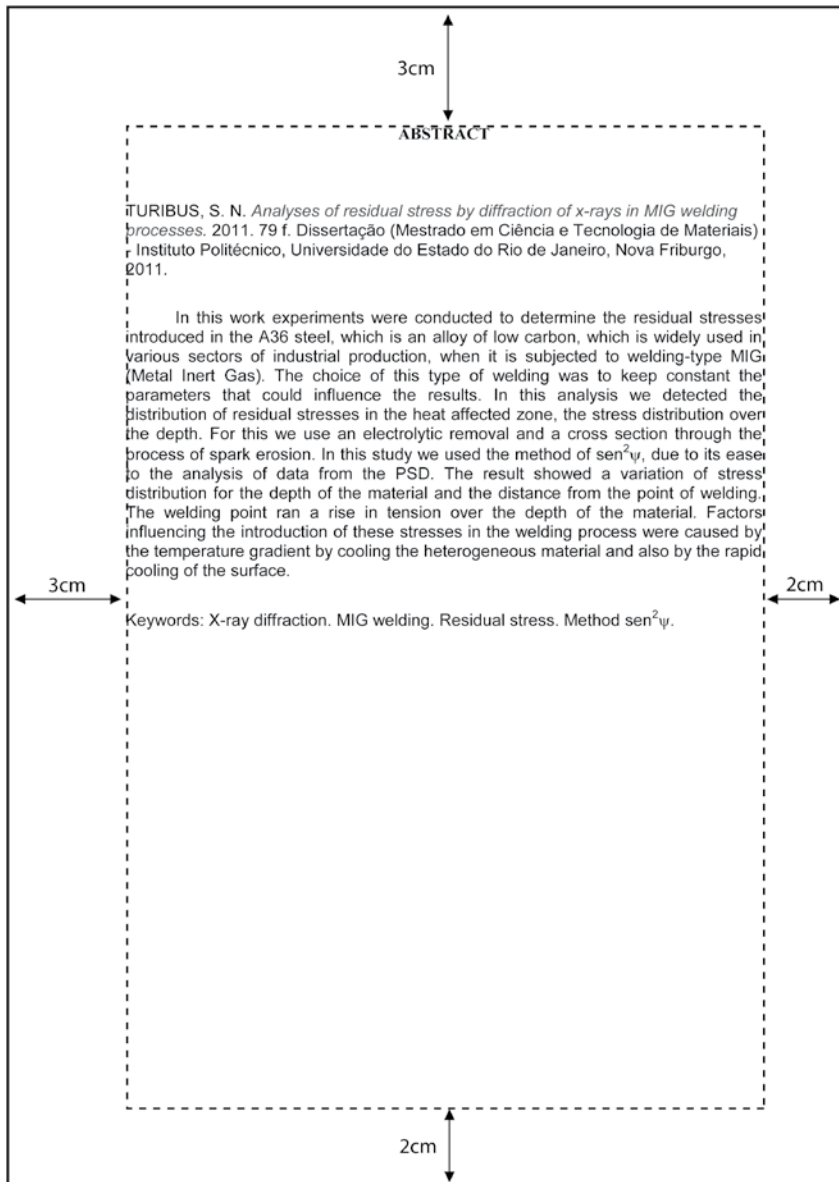 3cm
ABSTRACT
TURIBUS, S. N. Analyses of residual stress by diffraction of x-rays in MIG welding
processes. 2011. 79 f. Dissertação (Mestrado em Ciência e Tecnologia de Materiais)
- Instituto Politécnico, Universidade do Estado do Rio de Janeiro, Nova Friburgo,
2011.
In this work experiments were conducted to determine the residual stresses
introduced in the A36 steel, which is an alloy of low carbon, which is widely used in
various sectors of industrial production, when it is subjected to welding-type MIG
(Metal Inert Gas). The choice of this type of welding was to keep constant the
parameters that could influence the results. In this analysis we detected the
distribution of residual stresses in the heat affected zone, the stress distribution over
the depth. For this we use an electrolytic removal and a cross section through the
process of spark erosion. In this study we used the method of sen²ψ, due to its ease
to the analysis of data from the PSD. The result showed a variation of stress
distribution for the depth of the material and the distance from the point of welding.
The welding point ran a rise in tension over the depth of the material. Factors
influencing the introduction of these stresses in the welding process were caused by
the temperature gradient by cooling the heterogeneous material and also by the rapid
cooling of the surface.
3cm
2cm
Keywords: X-ray diffraction. MIG welding. Residual stress. Method sen²ψ.
2cm